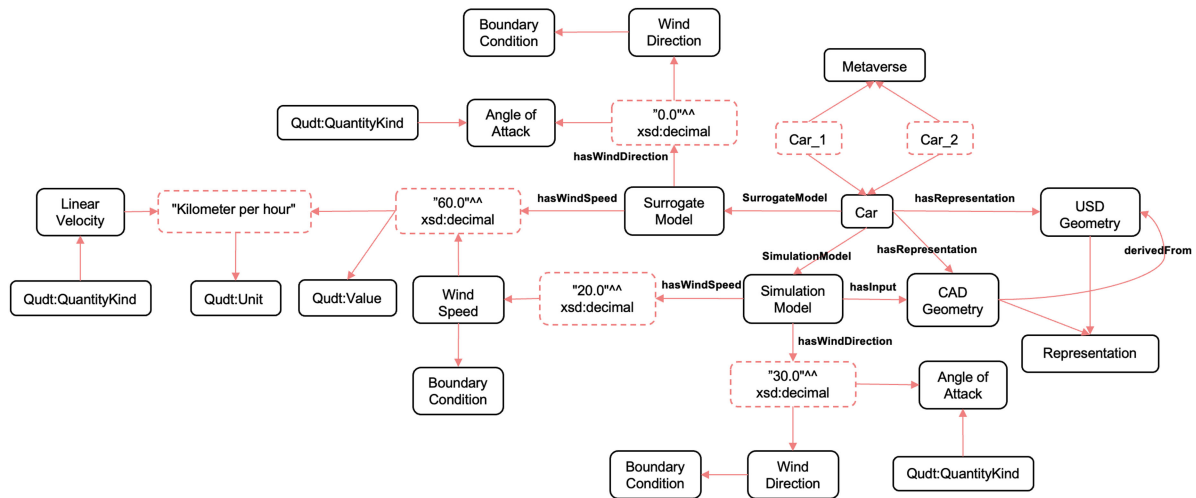 Boundary
Condition
Wind
Direction
Metaverse
Qudt:QuantityKind
Angle of
Attack
"0.0"^^
xsd:decimal
Car_1
Car_2
hasWindDirection
Linear
Velocity
"Kilometer per hour"
"60.0"^^
xsd:decimal
hasWindSpeed
Surrogate
Model
SurrogateModel
Car
hasRepresentation
USD
Geometry
hasRepresentation
derivedFrom
SimulationModel
Qudt:QuantityKind
Qudt:Unit
Qudt:Value
Wind
Speed
"20.0"^^
xsd:decimal
hasWindSpeed
Simulation
Model
hasInput
CAD
Geometry
hasWindDirection
Representation
Boundary
Condition
"30.0"^^
xsd:decimal
Angle of
Attack
Boundary
Condition
Wind
Direction
Qudt:QuantityKind